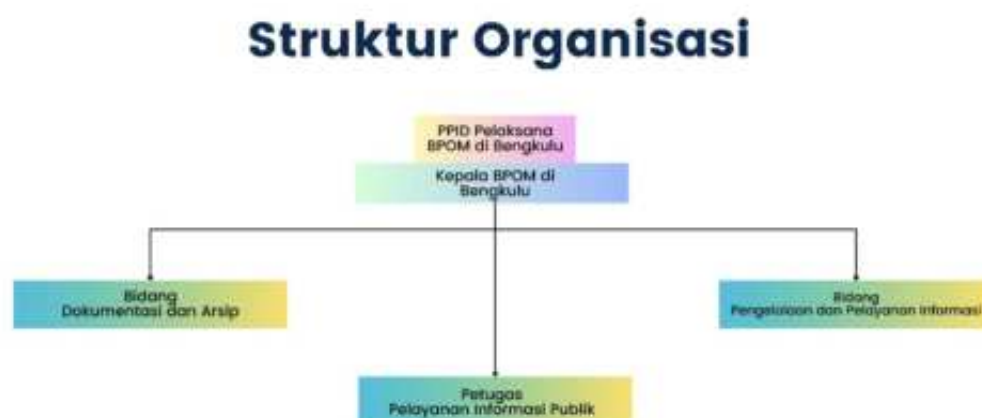 Struktur Organisasi
PPID Pelaksana
BPOM di Bengkulu
Kepala BPOM di
Bengkulu
Bidang
Dokumentasi dan Arsip
Bidang
Pengelolaan dan Pelayanan Informasi
Petugas
Pelayanan Informasi Publik